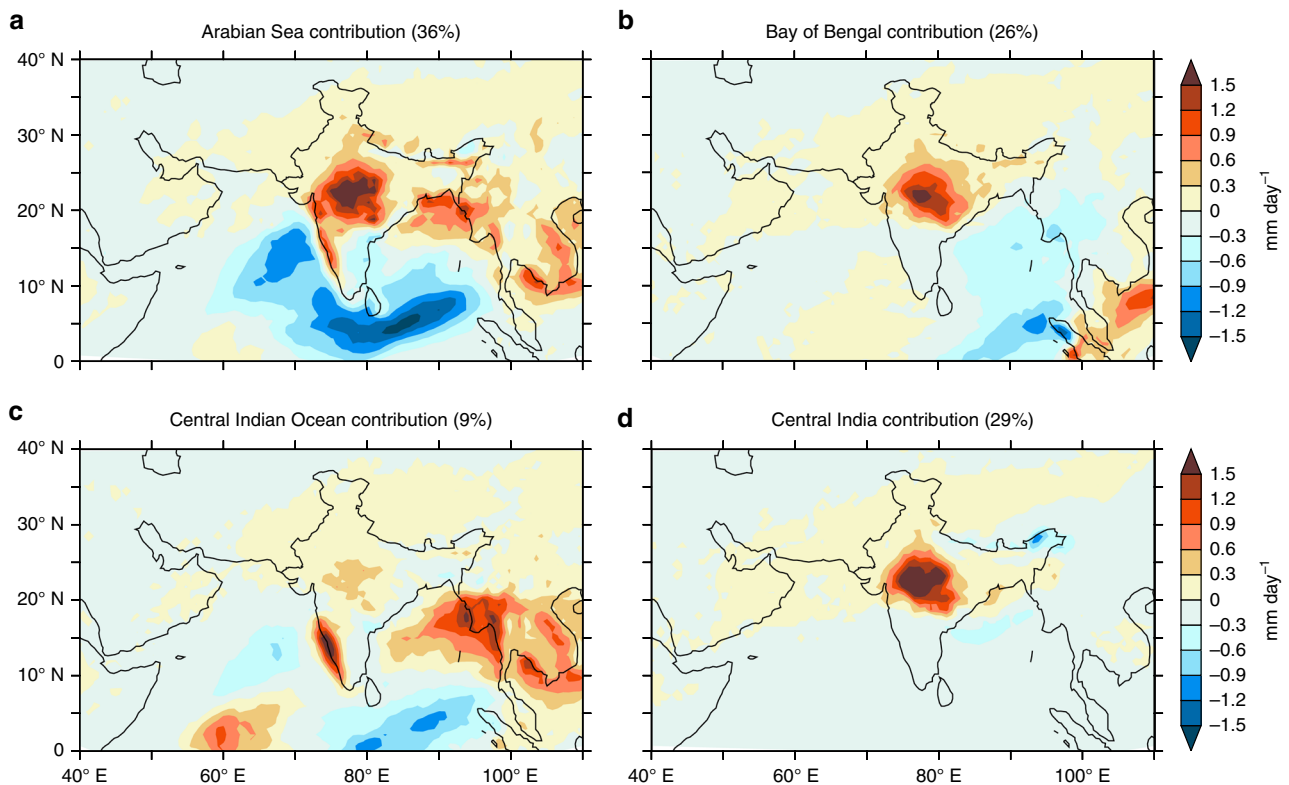 a
Arabian Sea contribution (36%)
40° N
30° N
20° N
10° N
0
b
Bay of Bengal contribution (26%)
1.5
1.2
0.9
0.6
0.3
0
−0.3
−0.6
−0.9
−1.2
−1.5
mm day⁻¹
c
Central Indian Ocean contribution (9%)
40° N
30° N
20° N
10° N
0
40° E
60° E
80° E
100° E
d
Central India contribution (29%)
40° E
60° E
80° E
100° E
1.5
1.2
0.9
0.6
0.3
0
−0.3
−0.6
−0.9
−1.2
−1.5
mm day⁻¹